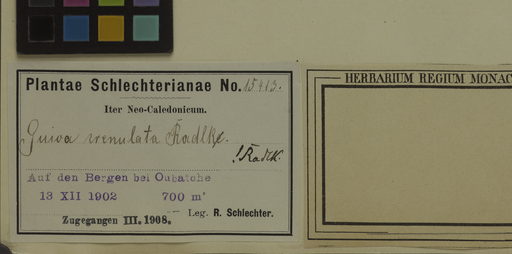 Plantae Schlechterianae No. 15413.
Iter Neo-Caledonicum.
Guioa crenulata Radlk.
! Radlk.
Auf den Bergen bei Oubatche
13 XII 1902 700 m
Zugegangen III. 1908. Leg. R. Schlechter.
HERBARIUM REGIUM MONAC